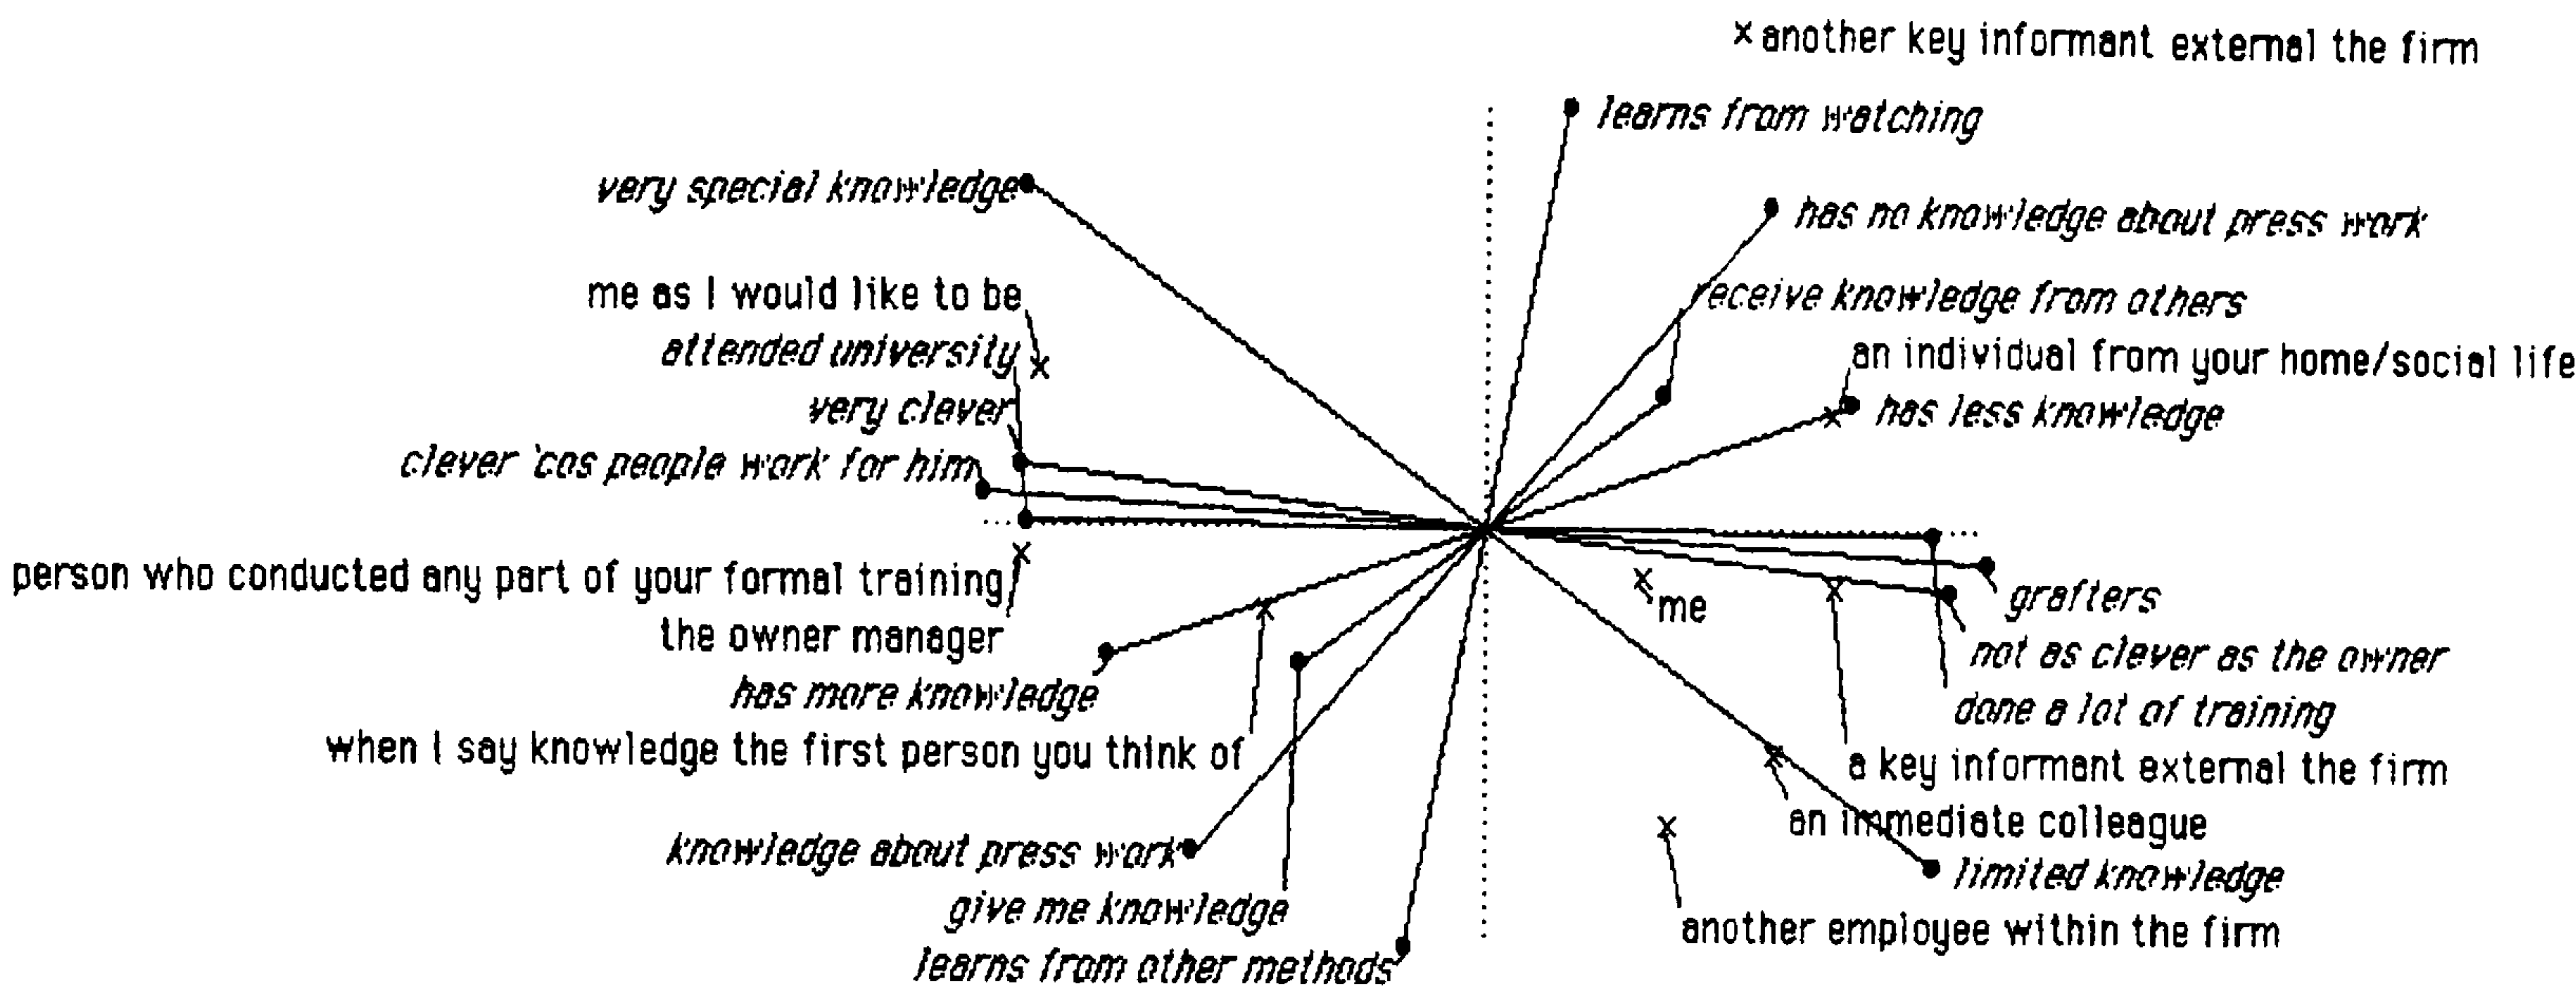 another key informant external the firm
learns from watching
very special knowledge
has no knowledge about press work
me as I would like to be
receive knowledge from others
attended university
an individual from your home/social life
very clever
has less knowledge
clever 'cos people work for him
person who conducted any part of your formal training
grafters
me
the owner manager
not as clever as the owner
has more knowledge
done a lot of training
when I say knowledge the first person you think of
a key informant external the firm
an immediate colleague
knowledge about press work
limited knowledge
give me knowledge
another employee within the firm
learns from other methods